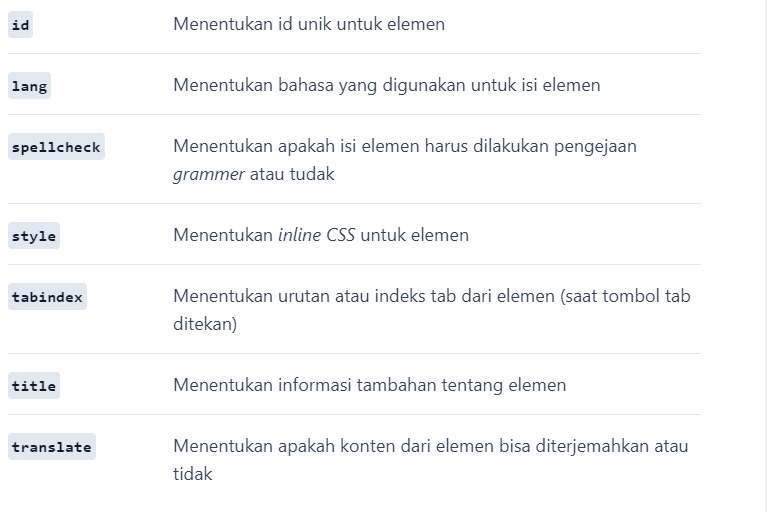 id Menentukan id unik untuk elemen
lang Menentukan bahasa yang digunakan untuk isi elemen
spellcheck Menentukan apakah isi elemen harus dilakukan pengejaan
grammer atau tudak
style Menentukan inline CSS untuk elemen
tabindex Menentukan urutan atau indeks tab dari elemen (saat tombol tab
ditekan)
title Menentukan informasi tambahan tentang elemen
translate Menentukan apakah konten dari elemen bisa diterjemahkan atau
tidak